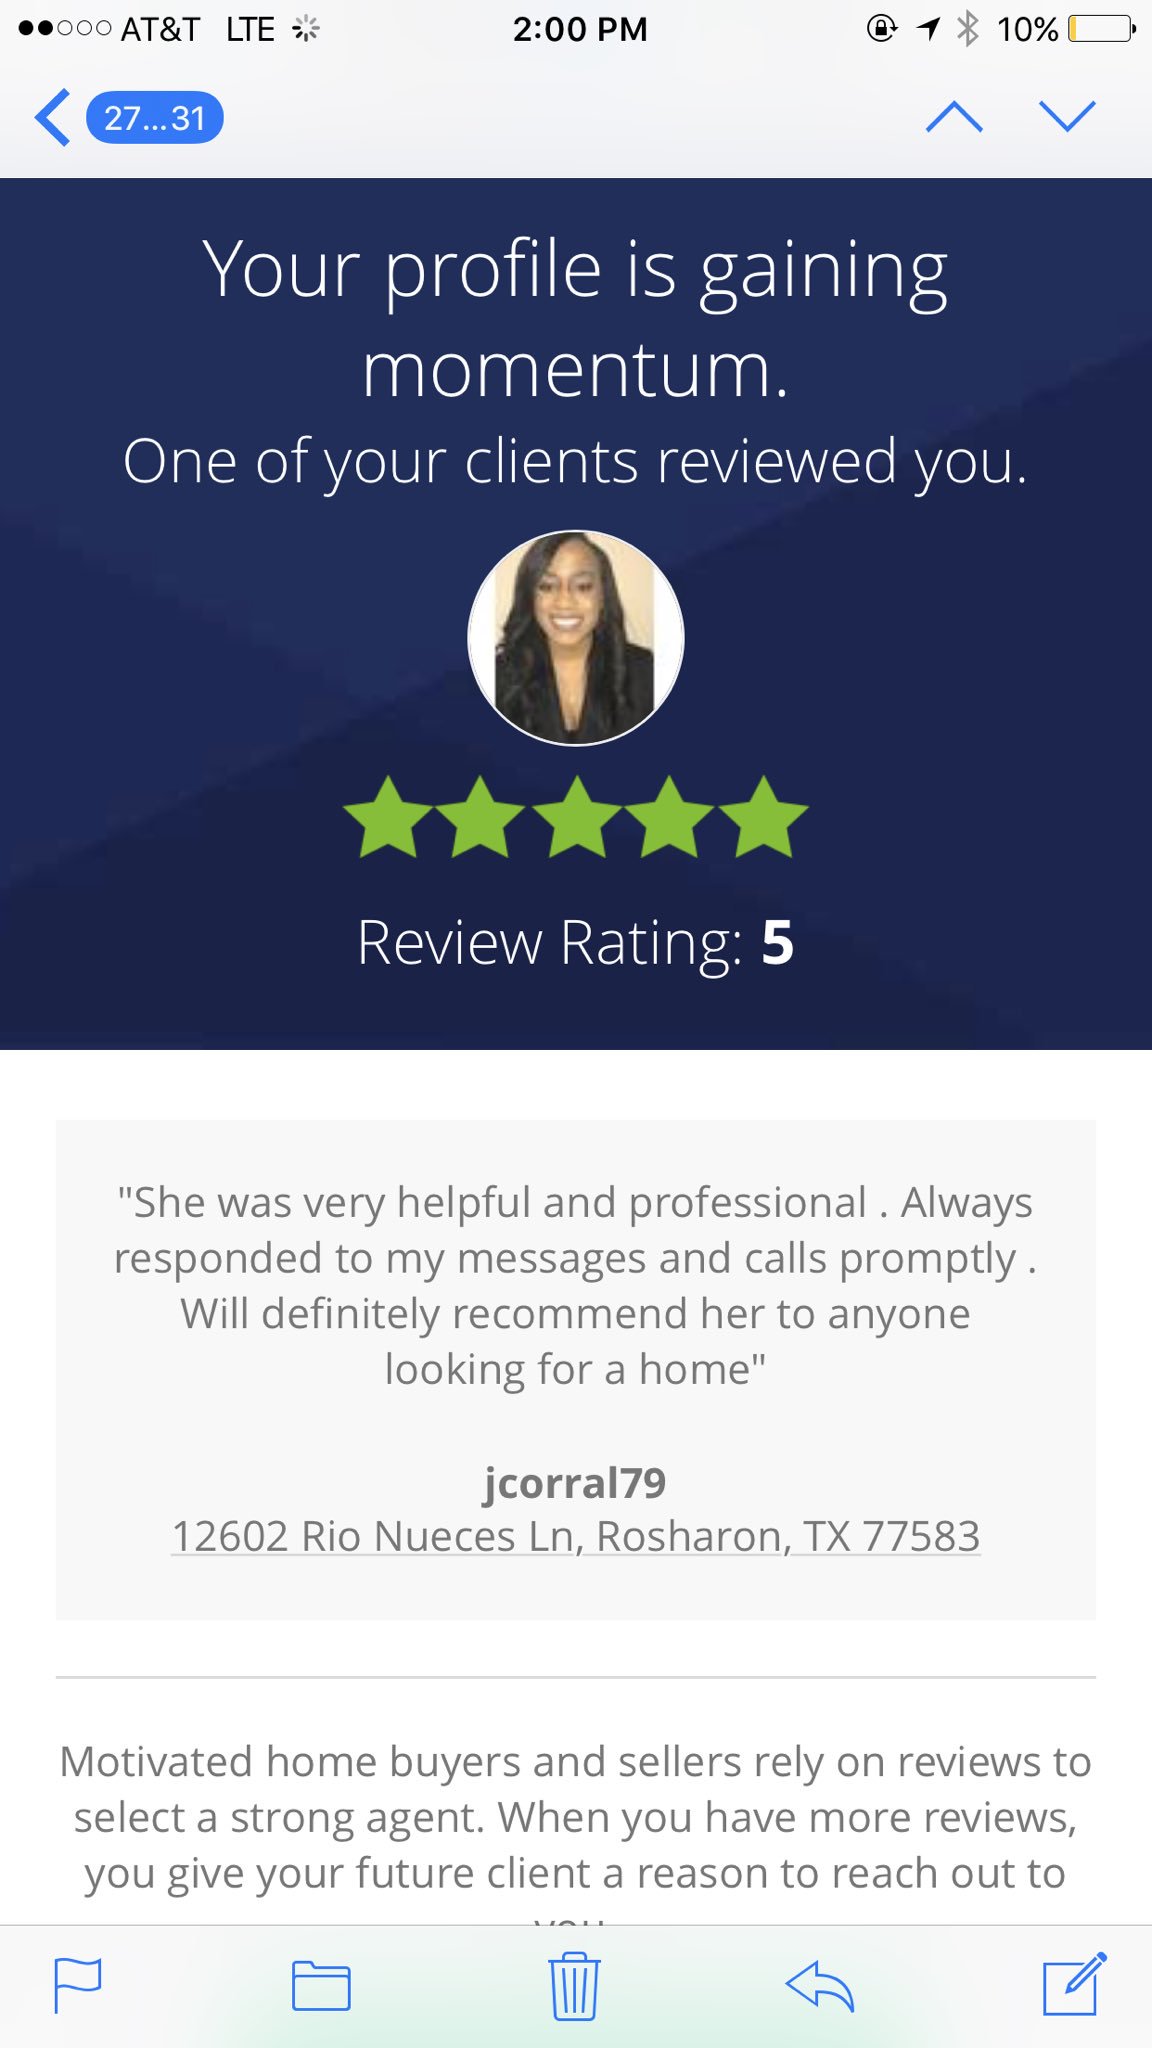 AT&T LTE 2:00 PM 10%
27...31
Your profile is gaining
momentum.
One of your clients reviewed you.
Review Rating: 5
"She was very helpful and professional . Always
responded to my messages and calls promptly .
Will definitely recommend her to anyone
looking for a home"
jcorral79
12602 Rio Nueces Ln, Rosharon, TX 77583
Motivated home buyers and sellers rely on reviews to
select a strong agent. When you have more reviews,
you give your future client a reason to reach out to